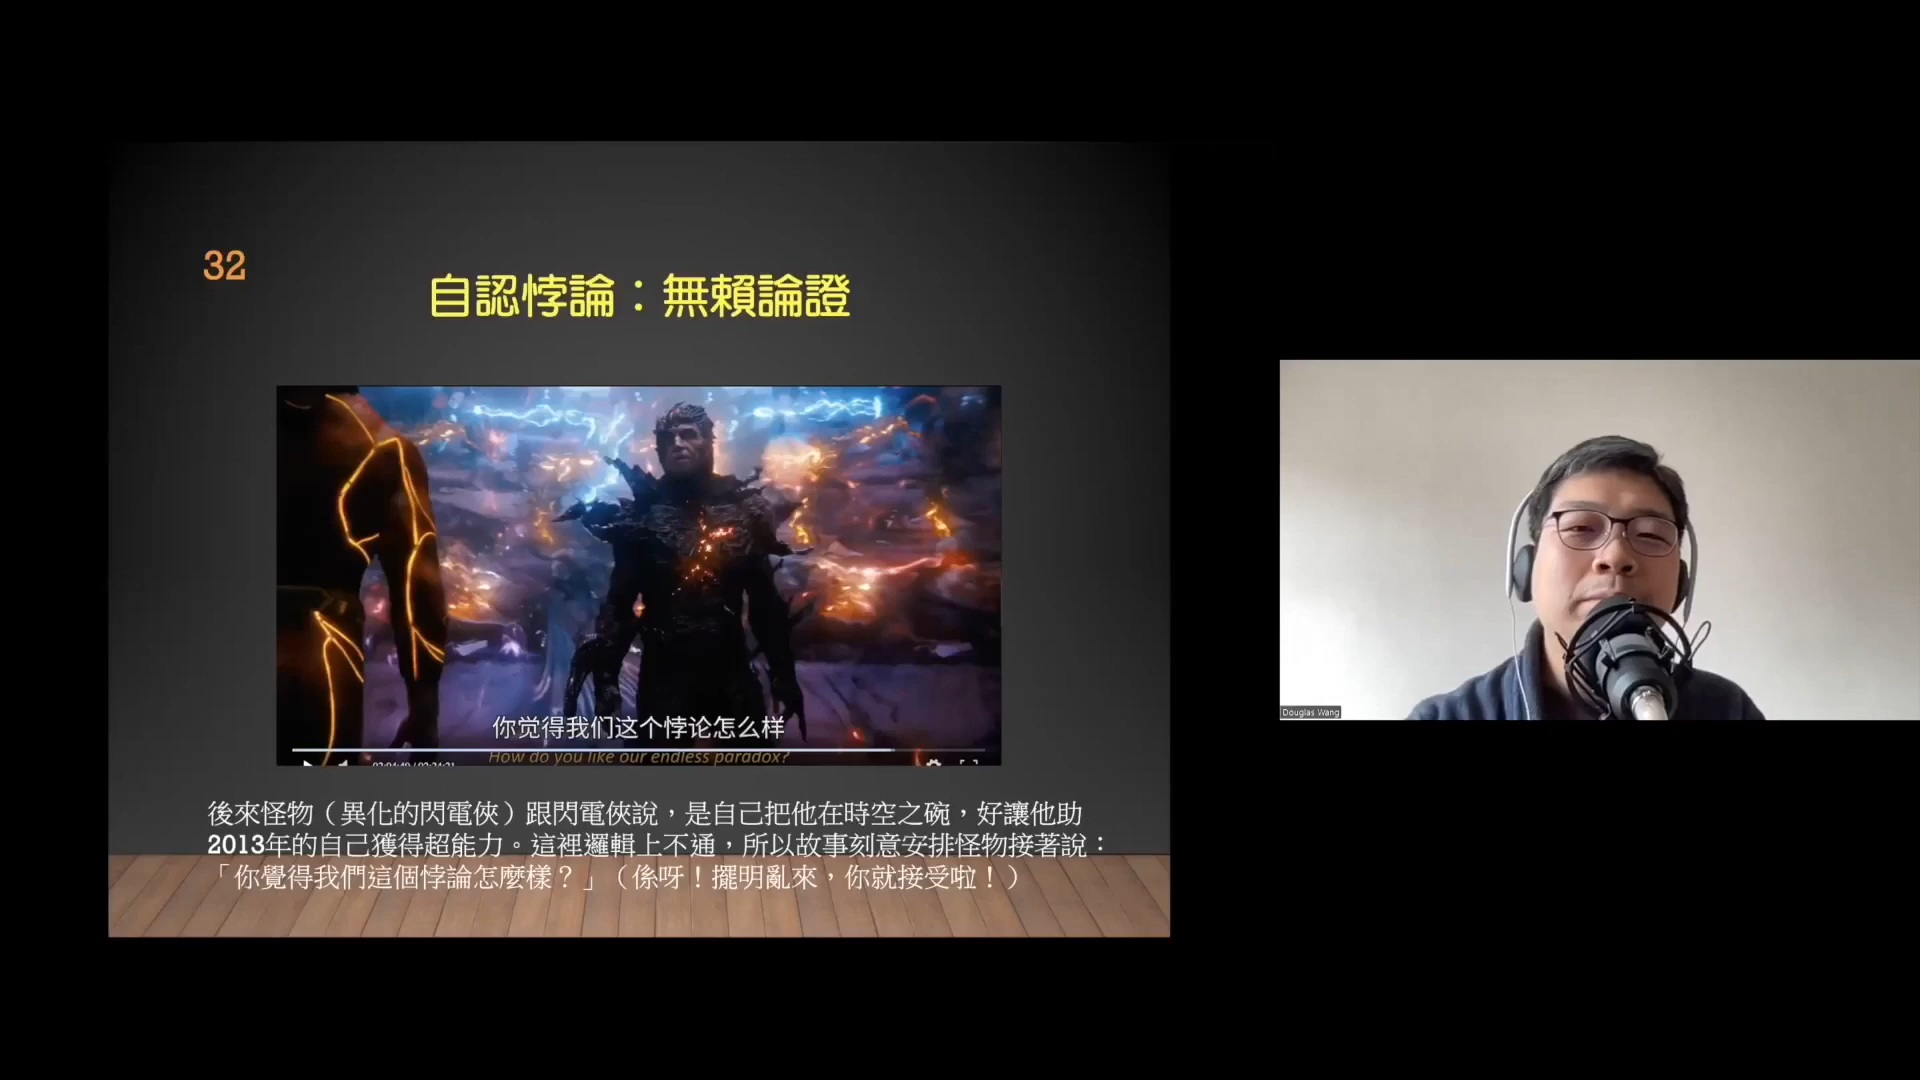 32
自認悖論：無賴論證
你觉得我们这个悖论怎么样
How do you like our endless paradox?
後來怪物（異化的閃電俠）跟閃電俠說，是自己把他在時空之碗，好讓他助
2013年的自己獲得超能力。這裡邏輯上不通，所以故事刻意安排怪物接著說：
「你覺得我們這個悖論怎麼樣？」（係呀！擺明亂來，你就接受啦！）
Douglas Wang